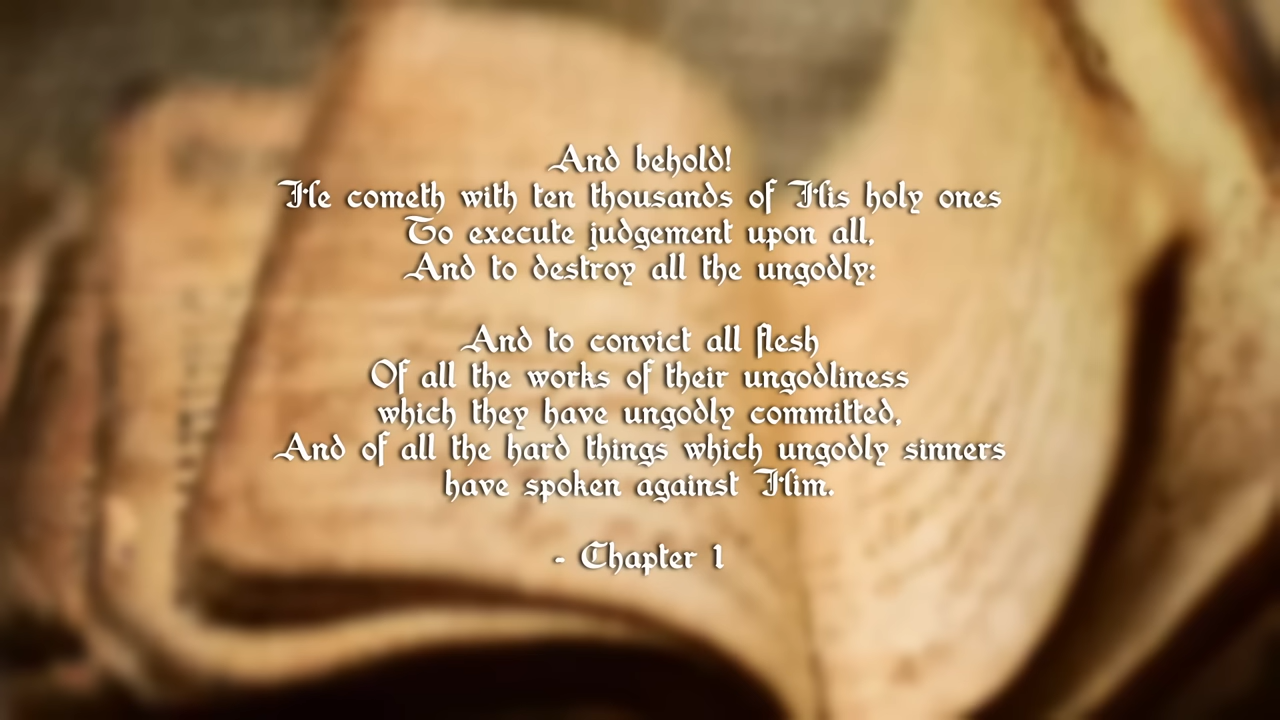 And behold!
He cometh with ten thousands of His holy ones
To execute judgement upon all,
And to destroy all the ungodly:
And to convict all flesh
Of all the works of their ungodliness
which they have ungodly committed,
And of all the hard things which ungodly sinners
have spoken against Him.
- Chapter 1